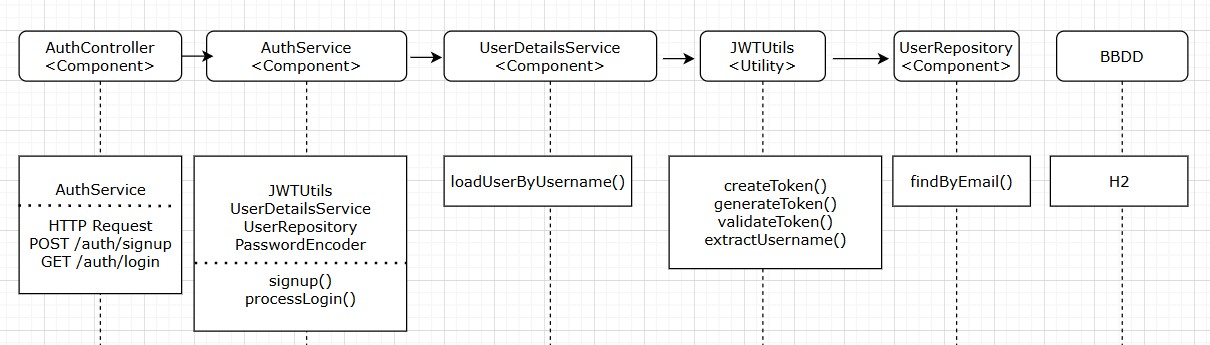 AuthController
<Component>
AuthService
<Component>
UserDetailsService
<Component>
JWTUtils
<Utility>
UserRepository
<Component>
BBDD
AuthService
HTTP Request
POST /auth/signup
GET /auth/login
JWTUtils
UserDetailsService
UserRepository
PasswordEncoder
signup()
processLogin()
loadUserByUsername()
createToken()
generateToken()
validateToken()
extractUsername()
findByEmail()
H2